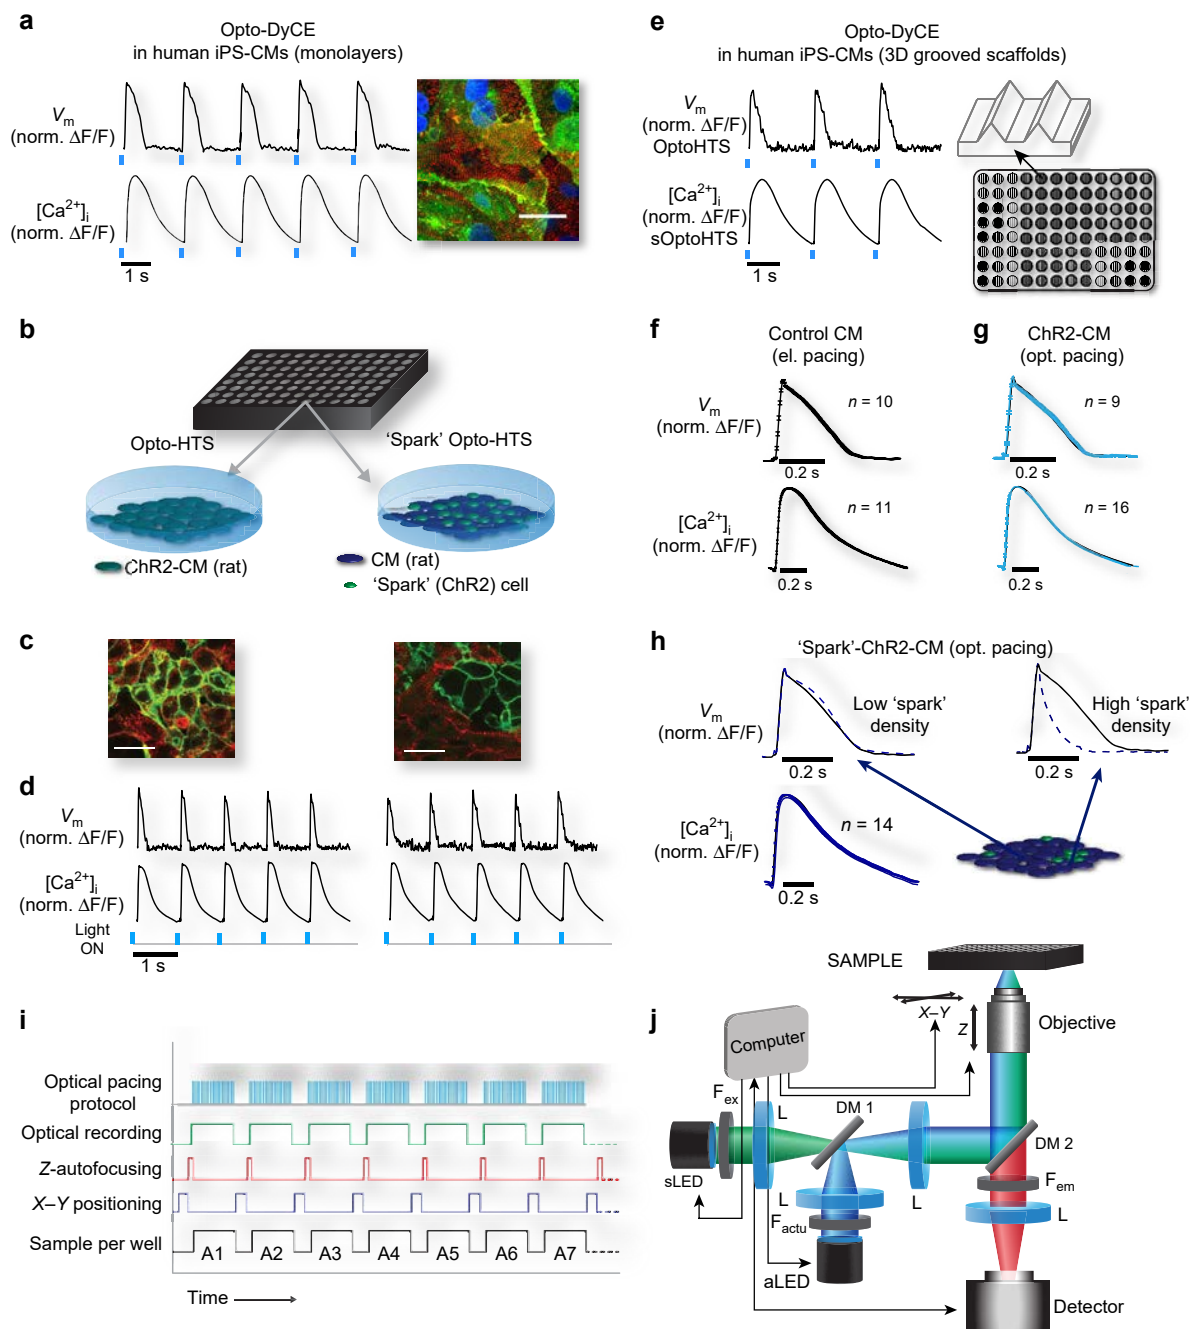 a
Opto-DyCE
in human iPS-CMs (monolayers)
Vm
(norm. ΔF/F)
[Ca2+]i
(norm. ΔF/F)
1 s
b
Opto-HTS
‘Spark’ Opto-HTS
ChR2-CM (rat)
CM (rat)
‘Spark’ (ChR2) cell
c
d
Vm
(norm. ΔF/F)
[Ca2+]i
(norm. ΔF/F)
Light
ON
1 s
e
Opto-DyCE
in human iPS-CMs (3D grooved scaffolds)
Vm
(norm. ΔF/F)
OptoHTS
[Ca2+]i
(norm. ΔF/F)
sOptoHTS
1 s
f
Control CM
(el. pacing)
Vm
(norm. ΔF/F)
n = 10
0.2 s
[Ca2+]i
(norm. ΔF/F)
n = 11
0.2 s
g
ChR2-CM
(opt. pacing)
n = 9
0.2 s
n = 16
0.2 s
h
‘Spark’-ChR2-CM (opt. pacing)
Vm
(norm. ΔF/F)
Low ‘spark’
density
0.2 s
High ‘spark’
density
0.2 s
[Ca2+]i
(norm. ΔF/F)
n = 14
0.2 s
i
Optical pacing
protocol
Optical recording
Z-autofocusing
X–Y positioning
Sample per well
A1 A2 A3 A4 A5 A6 A7
Time
j
SAMPLE
X–Y
Z
Objective
Computer
Fex
L
DM 1
DM 2
sLED
L
L
Fem
L
Factu
aLED
Detector